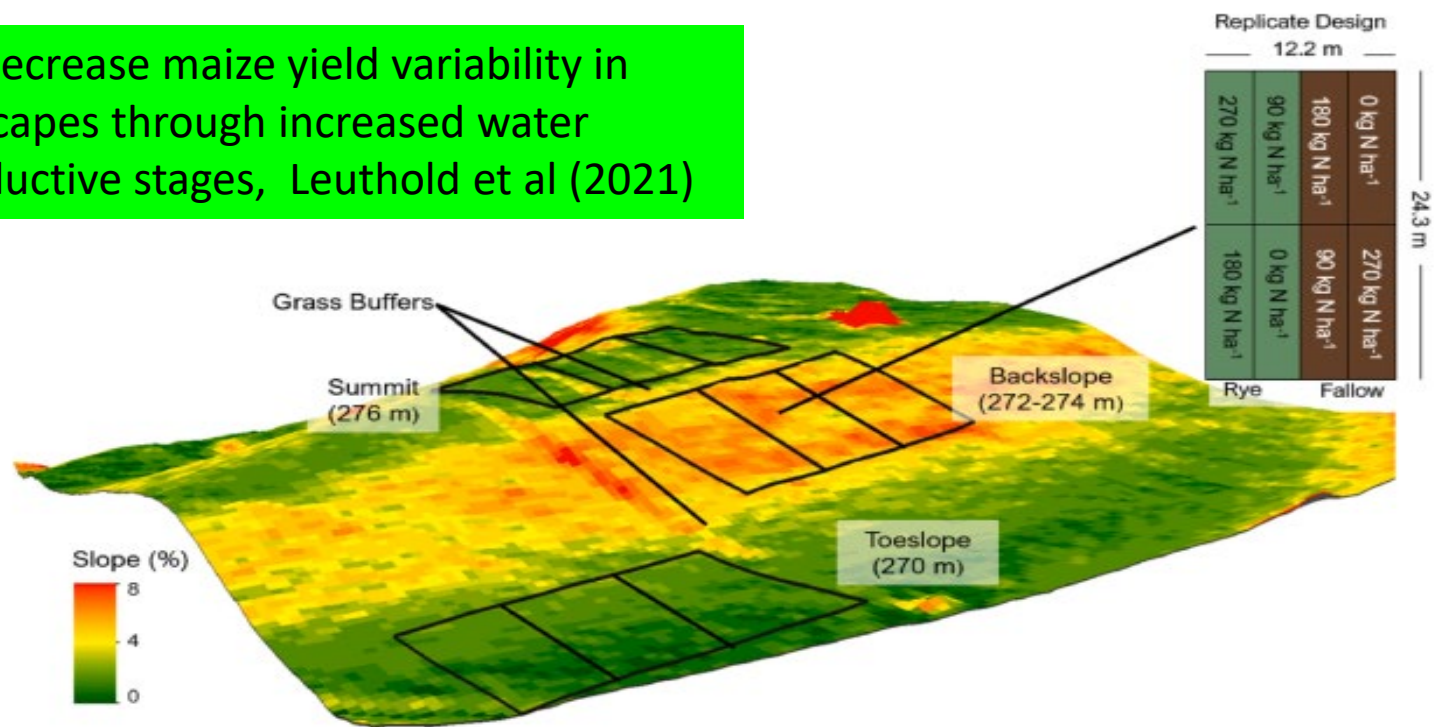 ecrease maize yield variability in
capes through increased water
ductive stages, Leuthold et al (2021)
Replicate Design
12.2 m
270 kg N ha-1
90 kg N ha-1
180 kg N ha-1
0 kg N ha-1
24.3 m
180 kg N ha-1
0 kg N ha-1
90 kg N ha-1
270 kg N ha-1
Rye
Fallow
Grass Buffers
Summit
(276 m)
Backslope
(272-274 m)
Toeslope
(270 m)
Slope (%)
8
4
0